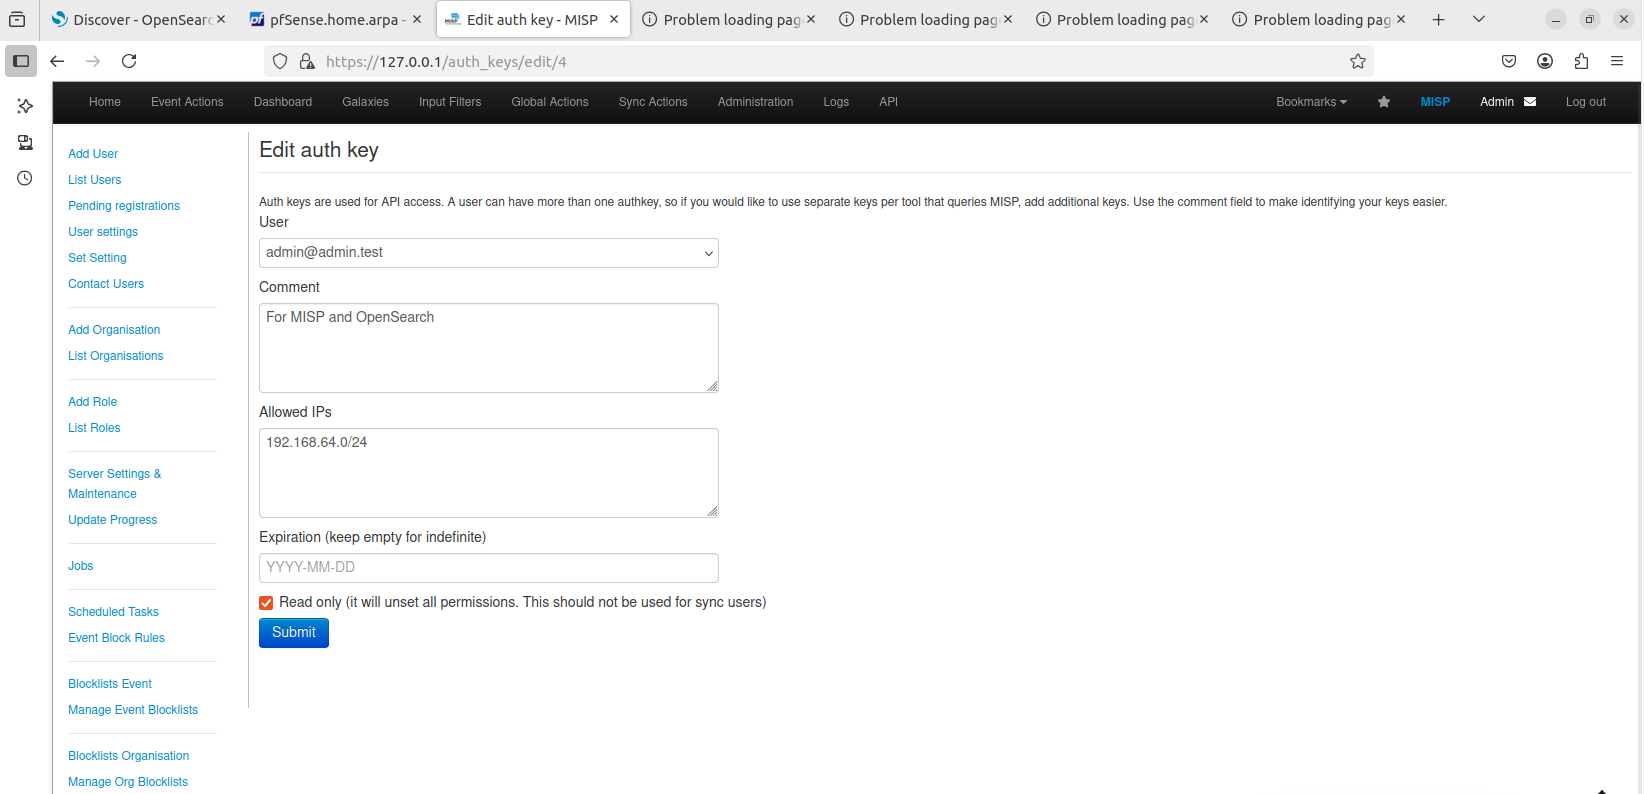 Discover - OpenSearc
pfSense.home.arpa -
Edit auth key - MISP
Problem loading pag
Problem loading pag
Problem loading pag
Problem loading pag
https://127.0.0.1/auth_keys/edit/4
Home Event Actions Dashboard Galaxies Input Filters Global Actions Sync Actions Administration Logs API Bookmarks MISP Admin Log out
Add User
List Users
Pending registrations
User settings
Set Setting
Contact Users
Add Organisation
List Organisations
Add Role
List Roles
Server Settings &
Maintenance
Update Progress
Jobs
Scheduled Tasks
Event Block Rules
Blocklists Event
Manage Event Blocklists
Blocklists Organisation
Manage Org Blocklists
Edit auth key
Auth keys are used for API access. A user can have more than one authkey, so if you would like to use separate keys per tool that queries MISP, add additional keys. Use the comment field to make identifying your keys easier.
User
admin@admin.test
Comment
For MISP and OpenSearch
Allowed IPs
192.168.64.0/24
Expiration (keep empty for indefinite)
YYYY-MM-DD
Read only (it will unset all permissions. This should not be used for sync users)
Submit